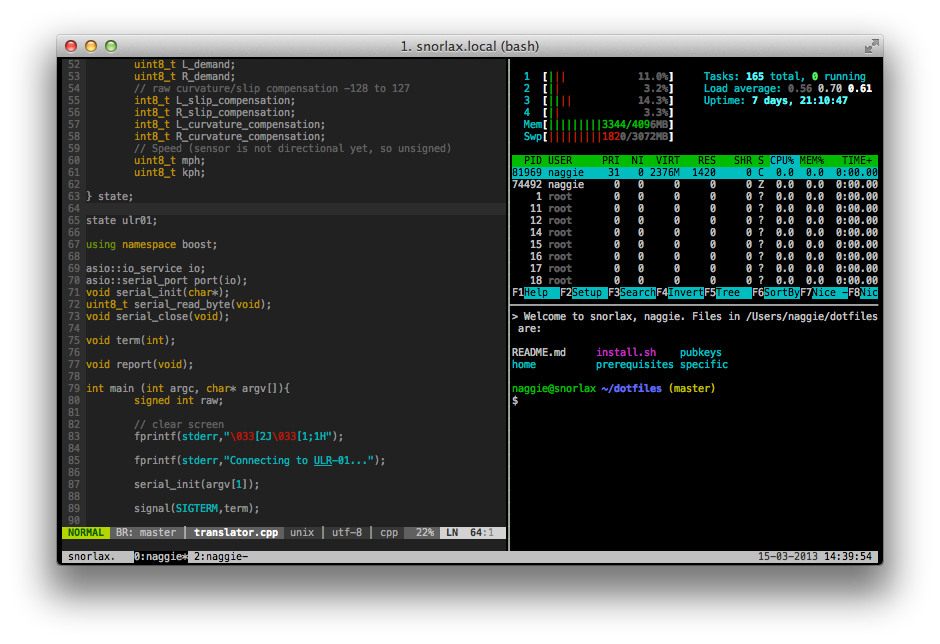 1. snorlax.local (bash)
52 uint8_t L_demand;
53 uint8_t R_demand;
54 // raw curvature/slip compensation -128 to 127
55 int8_t L_slip_compensation;
56 int8_t R_slip_compensation;
57 int8_t L_curvature_compensation;
58 int8_t R_curvature_compensation;
59 // Speed (sensor is not directional yet, so unsigned)
60 uint8_t mph;
61 uint8_t kph;
62
63 } state;
64
65 state ulr01;
66
67 using namespace boost;
68
69 asio::io_service io;
70 asio::serial_port port(io);
71 void serial_init(char*);
72 uint8_t serial_read_byte(void);
73 void serial_close(void);
74
75 void term(int);
76
77 void report(void);
78
79 int main (int argc, char* argv[]){
80 signed int raw;
81
82 // clear screen
83 fprintf(stderr,"\033[2J\033[1;1H");
84
85 fprintf(stderr,"Connecting to ULR-01...");
86
87 serial_init(argv[1]);
88
89 signal(SIGTERM,term);
90
NORMAL BR: master | translator.cpp unix | utf-8 | cpp 22% LN 64:1
1 [||| 11.0%] Tasks: 165 total, 0 running
2 [|| 3.2%] Load average: 0.56 0.70 0.61
3 [|||| 14.3%] Uptime: 7 days, 21:10:47
4 [|| 3.3%]
Mem[|||||||||3344/4096MB]
Swp[|||||||||1820/3072MB]
PID USER PRI NI VIRT RES SHR S CPU% MEM% TIME+
81969 naggie 31 0 2376M 1420 0 C 0.0 0.0 0:00.00
74492 naggie 0 0 0 0 0 Z 0.0 0.0 0:00.00
1 root 0 0 0 0 0 ? 0.0 0.0 0:00.00
11 root 0 0 0 0 0 ? 0.0 0.0 0:00.00
12 root 0 0 0 0 0 ? 0.0 0.0 0:00.00
14 root 0 0 0 0 0 ? 0.0 0.0 0:00.00
15 root 0 0 0 0 0 ? 0.0 0.0 0:00.00
16 root 0 0 0 0 0 ? 0.0 0.0 0:00.00
17 root 0 0 0 0 0 ? 0.0 0.0 0:00.00
18 root 0 0 0 0 0 ? 0.0 0.0 0:00.00
F1Help F2Setup F3SearchF4InvertF5Tree F6SortByF7Nice -F8Nic
> Welcome to snorlax, naggie. Files in /Users/naggie/dotfiles
are:
README.md install.sh pubkeys
home prerequisites specific
naggie@snorlax ~/dotfiles (master)
$
snorlax. 0:naggie* 2:naggie- 15-03-2013 14:39:54